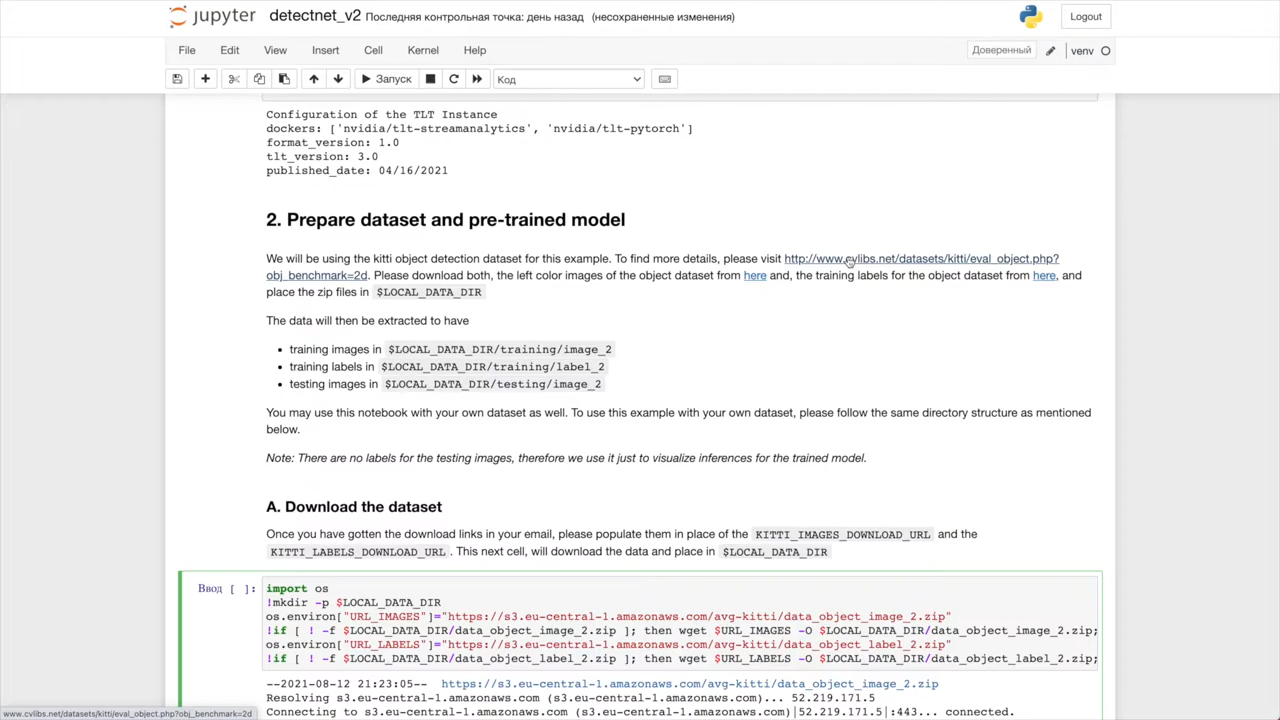 jupyter detectnet_v2 Последняя контрольная точка: день назад (несохраненные изменения) Logout
File Edit View Insert Cell Kernel Help Доверенный venv
Запуск Код
Configuration of the TLT Instance
dockers: ['nvidia/tlt-streamanalytics', 'nvidia/tlt-pytorch']
format_version: 1.0
tlt_version: 3.0
published_date: 04/16/2021
2. Prepare dataset and pre-trained model
We will be using the kitti object detection dataset for this example. To find more details, please visit http://www.cvlibs.net/datasets/kitti/eval_object.php?
obj_benchmark=2d. Please download both, the left color images of the object dataset from here and, the training labels for the object dataset from here, and
place the zip files in $LOCAL_DATA_DIR
The data will then be extracted to have
• training images in $LOCAL_DATA_DIR/training/image_2
• training labels in $LOCAL_DATA_DIR/training/label_2
• testing images in $LOCAL_DATA_DIR/testing/image_2
You may use this notebook with your own dataset as well. To use this example with your own dataset, please follow the same directory structure as mentioned
below.
Note: There are no labels for the testing images, therefore we use it just to visualize inferences for the trained model.
A. Download the dataset
Once you have gotten the download links in your email, please populate them in place of the KITTI_IMAGES_DOWNLOAD_URL and the
KITTI_LABELS_DOWNLOAD_URL. This next cell, will download the data and place in $LOCAL_DATA_DIR
Ввод [ ]: import os
!mkdir -p $LOCAL_DATA_DIR
os.environ["URL_IMAGES"]="https://s3.eu-central-1.amazonaws.com/avg-kitti/data_object_image_2.zip"
!if [ ! -f $LOCAL_DATA_DIR/data_object_image_2.zip ]; then wget $URL_IMAGES -O $LOCAL_DATA_DIR/data_object_image_2.zip;
os.environ["URL_LABELS"]="https://s3.eu-central-1.amazonaws.com/avg-kitti/data_object_label_2.zip"
!if [ ! -f $LOCAL_DATA_DIR/data_object_label_2.zip ]; then wget $URL_LABELS -O $LOCAL_DATA_DIR/data_object_label_2.zip;
--2021-08-12 21:23:05-- https://s3.eu-central-1.amazonaws.com/avg-kitti/data_object_image_2.zip
Resolving s3.eu-central-1.amazonaws.com (s3.eu-central-1.amazonaws.com)... 52.219.171.5
Connecting to s3.eu-central-1.amazonaws.com (s3.eu-central-1.amazonaws.com)|52.219.171.5|:443... connected.
www.cvlibs.net/datasets/kitti/eval_object.php?obj_benchmark=2d